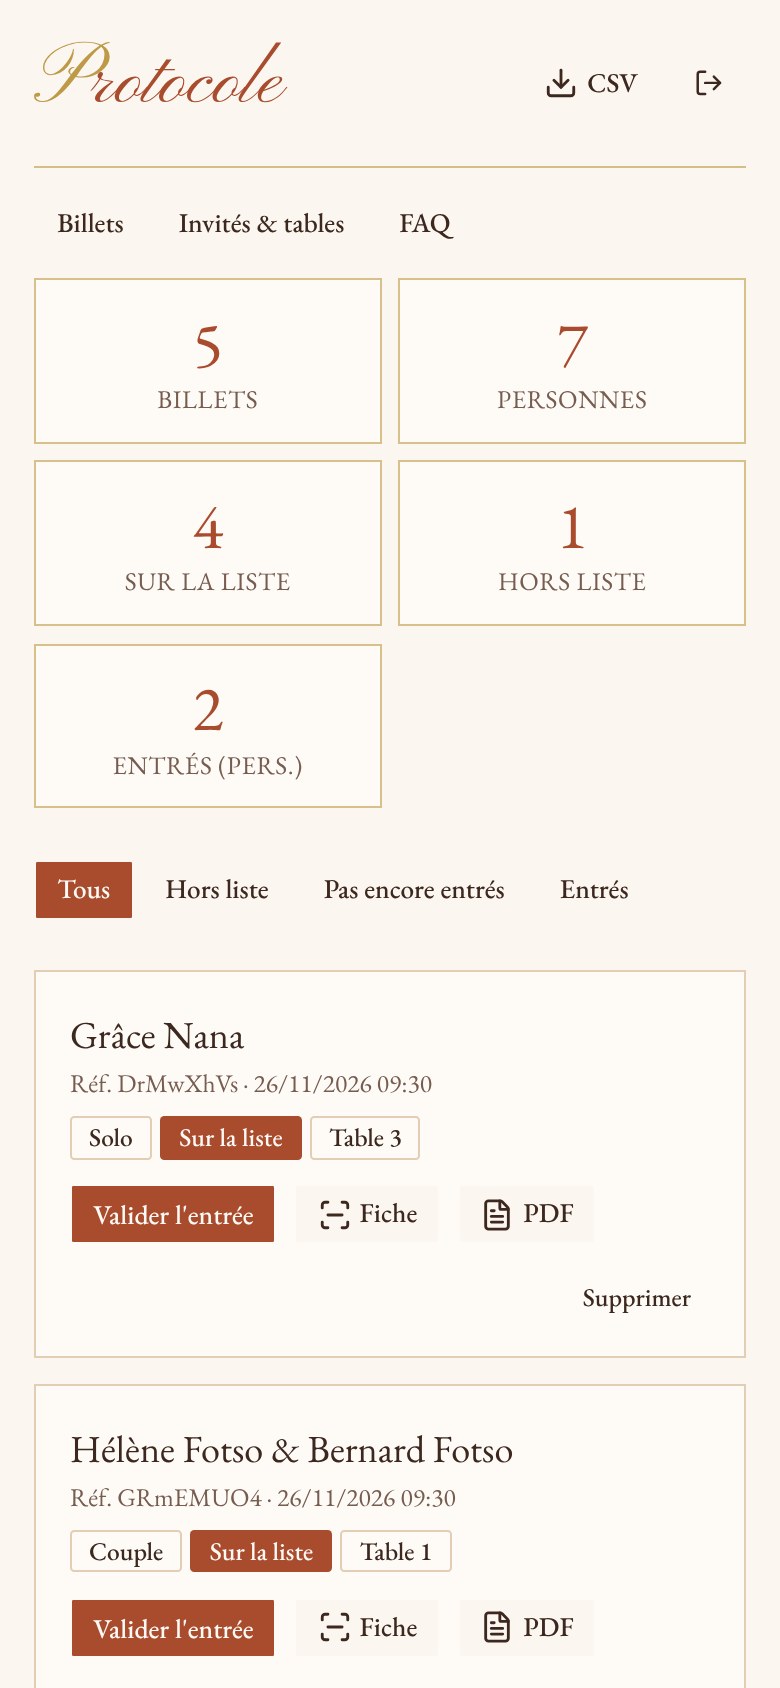 Protocole
CSV
Billets Invités & tables FAQ
5 7
BILLETS PERSONNES
4 1
SUR LA LISTE HORS LISTE
2
ENTRÉS (PERS.)
Tous Hors liste Pas encore entrés Entrés
Grâce Nana
Réf. DrMwXhVs · 26/11/2026 09:30
Solo Sur la liste Table 3
Valider l'entrée Fiche PDF
Supprimer
Hélène Fotso & Bernard Fotso
Réf. GRmEMUO4 · 26/11/2026 09:30
Couple Sur la liste Table 1
Valider l'entrée Fiche PDF